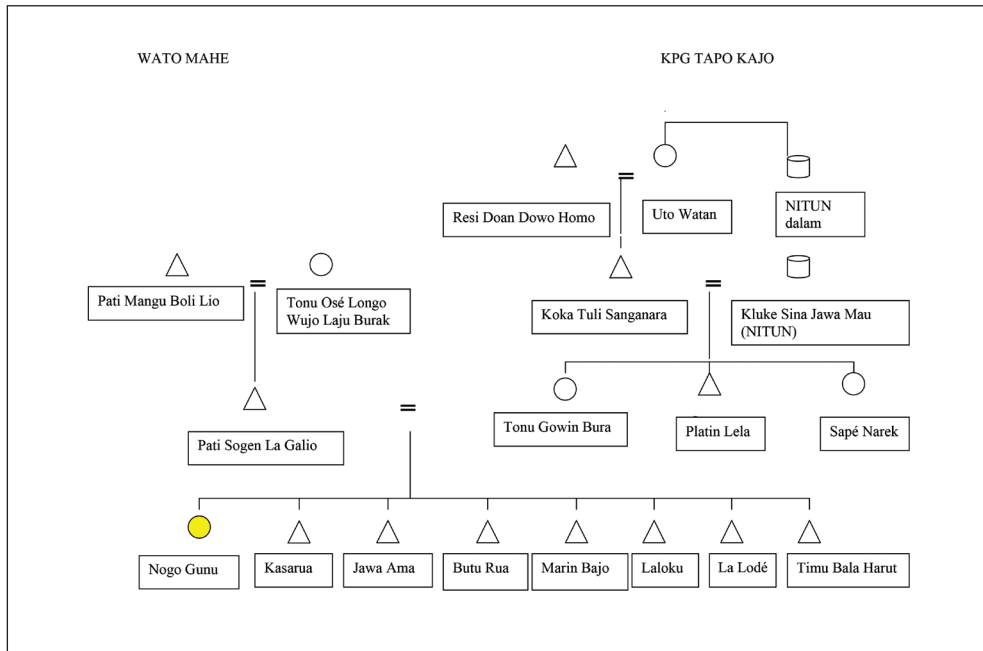 WATO MAHE
KPG TAPO KAJO
Resi Doan Dowo Homo
Uto Watan
NITUN
dalam
Pati Mangu Boli Lio
Tonu Osé Longo
Wujo Laju Burak
Koka Tuli Sanganara
Kluke Sina Jawa Mau
(NITUN)
Tonu Gowin Bura
Platin Lela
Sapé Narek
Pati Sogen La Galio
Nogo Gunu
Kasarua
Jawa Ama
Butu Rua
Marin Bajo
Laloku
La Lodé
Timu Bala Harut